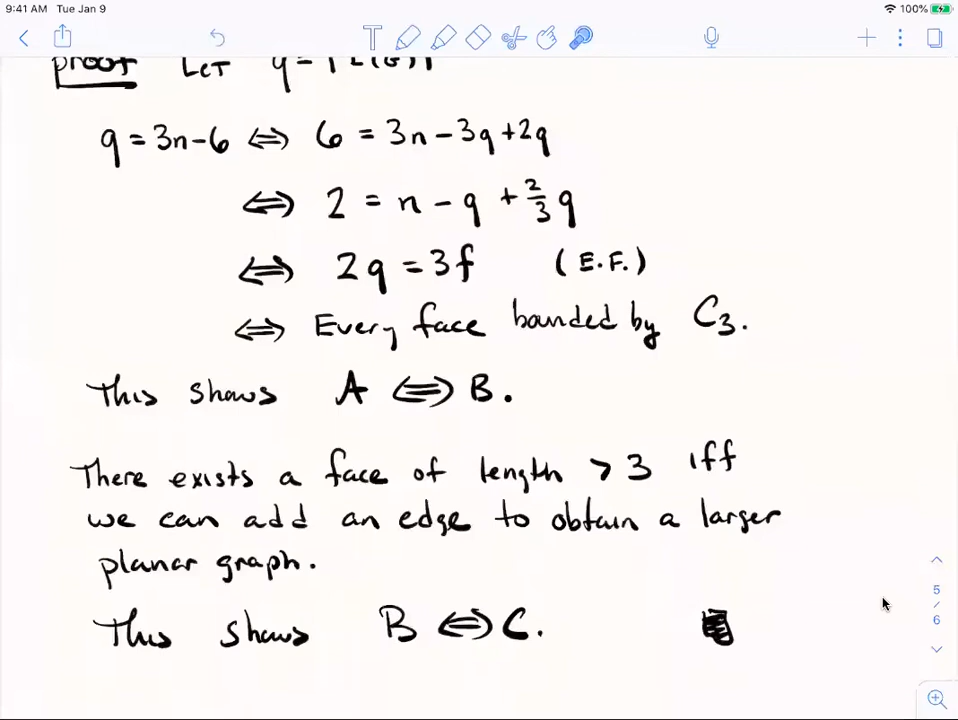 9:41 AM Tue Jan 9 100%
proof Let q = |E(G)|
q = 3n-6 ⟺ 6 = 3n - 3q + 2q
⟺ 2 = n - q + 2/3 q
⟺ 2q = 3f (E.F.)
⟺ Every face bounded by C₃.
This shows A ⟺ B.
There exists a face of length > 3 iff
we can add an edge to obtain a larger
planar graph.
This shows B ⟺ C.
5
/
6